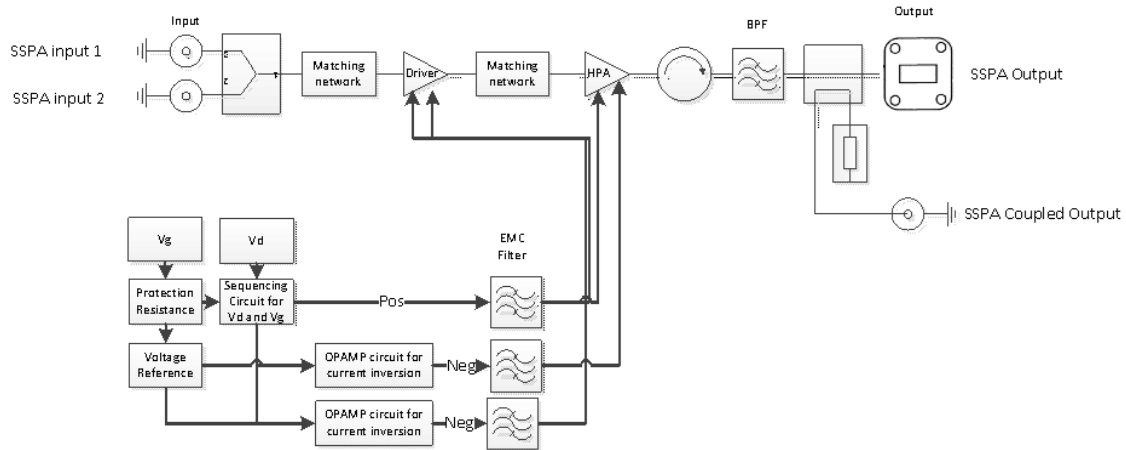 Input
BPF
Output
SSPA input 1
SSPA input 2
Matching
network
Driver
Matching
network
HPA
SSPA Output
SSPA Coupled Output
Vg
Vd
EMC
Filter
Protection
Resistance
Sequencing
Circuit for
Vd and Vg
Pos
Voltage
Reference
OPAMP circuit for
current inversion
Neg
OPAMP circuit for
current inversion
Neg